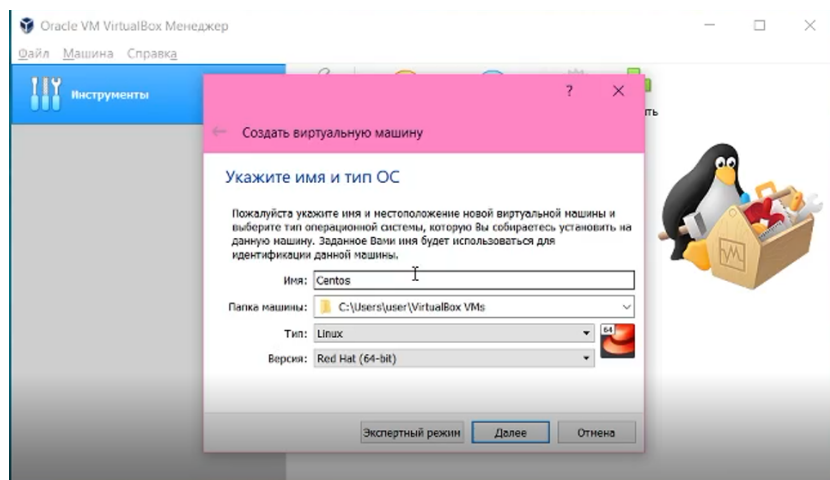 Oracle VM VirtualBox Менеджер
Файл Машина Справка
Инструменты
?
Создать виртуальную машину
Укажите имя и тип ОС
Пожалуйста укажите имя и местоположение новой виртуальной машины и
выберите тип операционной системы, которую Вы собираетесь установить на
данную машину. Заданное Вами имя будет использоваться для
идентификации данной машины.
Имя: Centos
Папка машины: C:\Users\user\VirtualBox VMs
Тип: Linux
64
Версия: Red Hat (64-bit)
Экспертный режим Далее Отмена